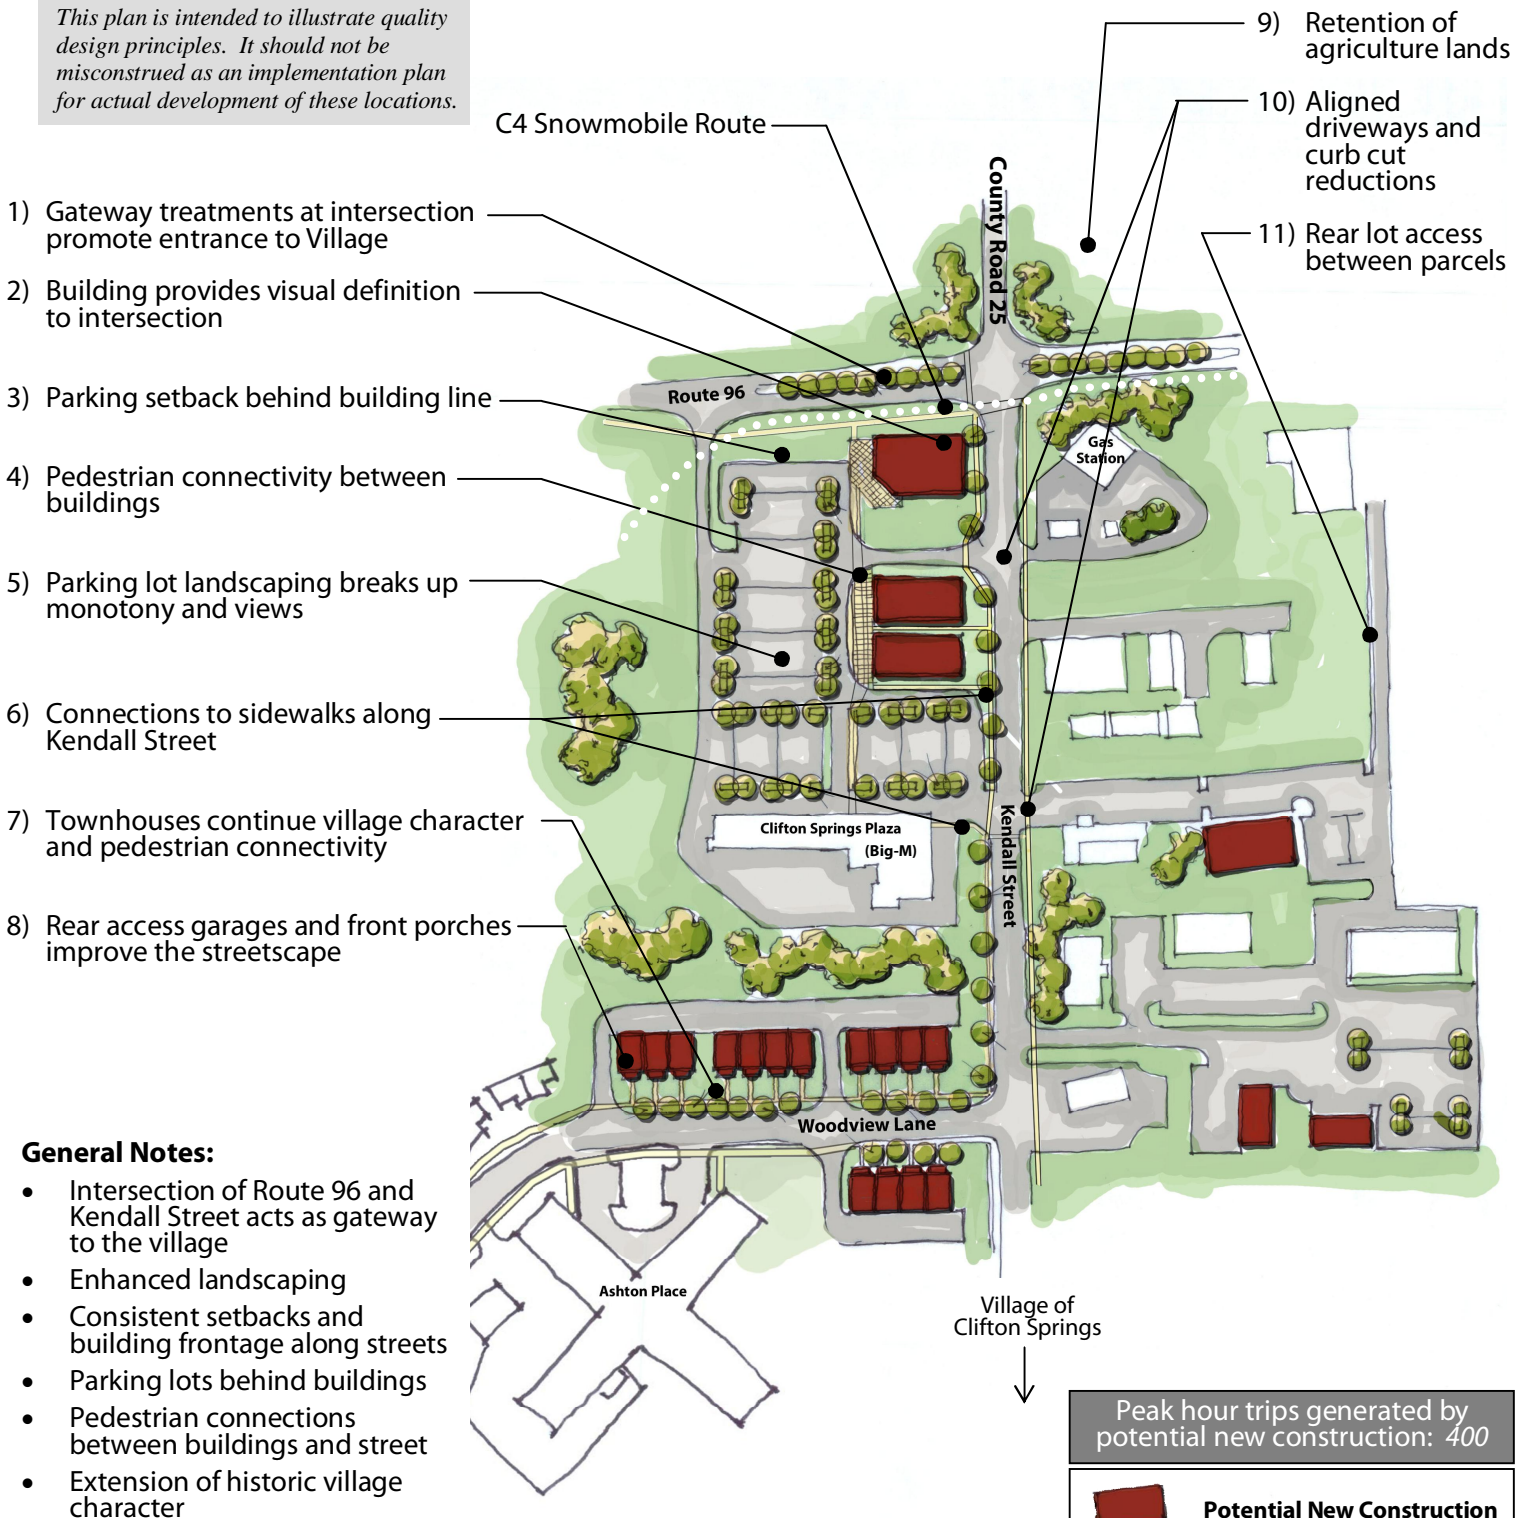 This plan is intended to illustrate quality
design principles. It should not be
misconstrued as an implementation plan
for actual development of these locations.
C4 Snowmobile Route
1) Gateway treatments at intersection
promote entrance to Village
2) Building provides visual definition
to intersection
3) Parking setback behind building line
4) Pedestrian connectivity between
buildings
5) Parking lot landscaping breaks up
monotony and views
6) Connections to sidewalks along
Kendall Street
7) Townhouses continue village character
and pedestrian connectivity
8) Rear access garages and front porches
improve the streetscape
9) Retention of
agriculture lands
10) Aligned
driveways and
curb cut
reductions
11) Rear lot access
between parcels
County Road 25
Route 96
Gas
Station
Clifton Springs Plaza
(Big-M)
Kendall Street
Woodview Lane
Ashton Place
Village of
Clifton Springs
General Notes:
• Intersection of Route 96 and
Kendall Street acts as gateway
to the village
• Enhanced landscaping
• Consistent setbacks and
building frontage along streets
• Parking lots behind buildings
• Pedestrian connections
between buildings and street
• Extension of historic village
character
Peak hour trips generated by
potential new construction: 400
Potential New Construction